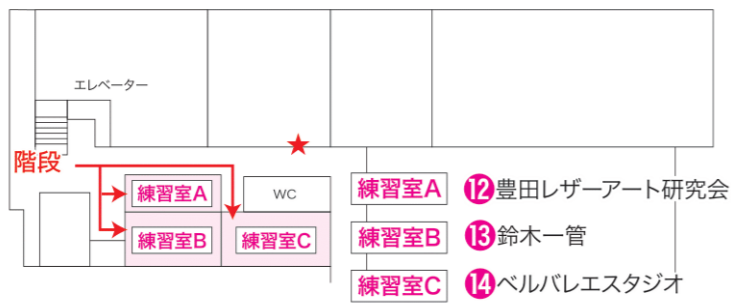 エレベーター
階段
練習室A
WC
練習室B
練習室C
練習室A ⑫豊田レザーアート研究会
練習室B ⑬鈴木一管
練習室C ⑭ベルバレエスタジオ